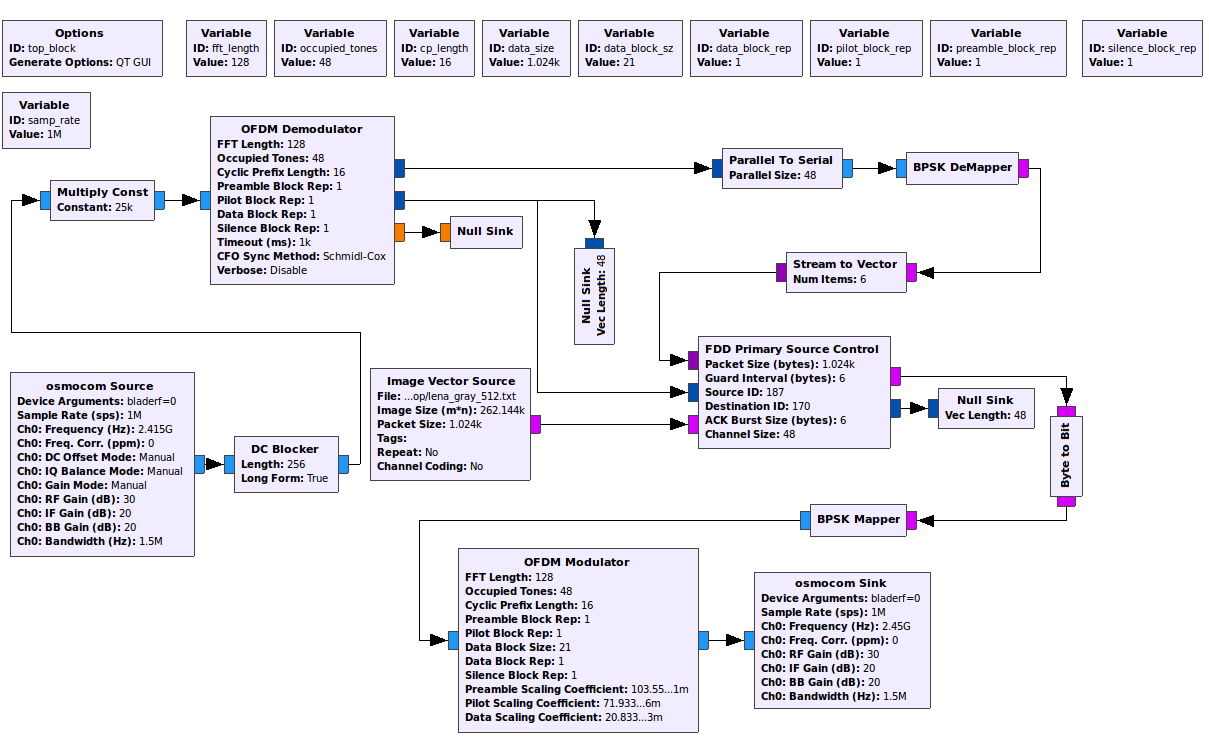 Options
ID: top_block
Generate Options: QT GUI
Variable
ID: fft_length
Value: 128
Variable
ID: occupied_tones
Value: 48
Variable
ID: cp_length
Value: 16
Variable
ID: data_size
Value: 1.024k
Variable
ID: data_block_sz
Value: 21
Variable
ID: data_block_rep
Value: 1
Variable
ID: pilot_block_rep
Value: 1
Variable
ID: preamble_block_rep
Value: 1
Variable
ID: silence_block_rep
Value: 1
Variable
ID: samp_rate
Value: 1M
OFDM Demodulator
FFT Length: 128
Occupied Tones: 48
Cyclic Prefix Length: 16
Preamble Block Rep: 1
Pilot Block Rep: 1
Data Block Rep: 1
Silence Block Rep: 1
Timeout (ms): 1k
CFO Sync Method: Schmidl-Cox
Verbose: Disable
Multiply Const
Constant: 25k
Null Sink
Null Sink
Vec Length: 48
Parallel To Serial
Parallel Size: 48
BPSK DeMapper
Stream to Vector
Num Items: 6
FDD Primary Source Control
Packet Size (bytes): 1.024k
Guard Interval (bytes): 6
Source ID: 187
Destination ID: 170
ACK Burst Size (bytes): 6
Channel Size: 48
Null Sink
Vec Length: 48
Byte to Bit
osmocom Source
Device Arguments: bladerf=0
Sample Rate (sps): 1M
Ch0: Frequency (Hz): 2.415G
Ch0: Freq. Corr. (ppm): 0
Ch0: DC Offset Mode: Manual
Ch0: IQ Balance Mode: Manual
Ch0: Gain Mode: Manual
Ch0: RF Gain (dB): 30
Ch0: IF Gain (dB): 20
Ch0: BB Gain (dB): 20
Ch0: Bandwidth (Hz): 1.5M
DC Blocker
Length: 256
Long Form: True
Image Vector Source
File: ...op/lena_gray_512.txt
Image Size (m*n): 262.144k
Packet Size: 1.024k
Tags:
Repeat: No
Channel Coding: No
BPSK Mapper
OFDM Modulator
FFT Length: 128
Occupied Tones: 48
Cyclic Prefix Length: 16
Preamble Block Rep: 1
Pilot Block Rep: 1
Data Block Size: 21
Data Block Rep: 1
Silence Block Rep: 1
Preamble Scaling Coefficient: 103.55...1m
Pilot Scaling Coefficient: 71.933...6m
Data Scaling Coefficient: 20.833...3m
osmocom Sink
Device Arguments: bladerf=0
Sample Rate (sps): 1M
Ch0: Frequency (Hz): 2.45G
Ch0: Freq. Corr. (ppm): 0
Ch0: RF Gain (dB): 30
Ch0: IF Gain (dB): 20
Ch0: BB Gain (dB): 20
Ch0: Bandwidth (Hz): 1.5M